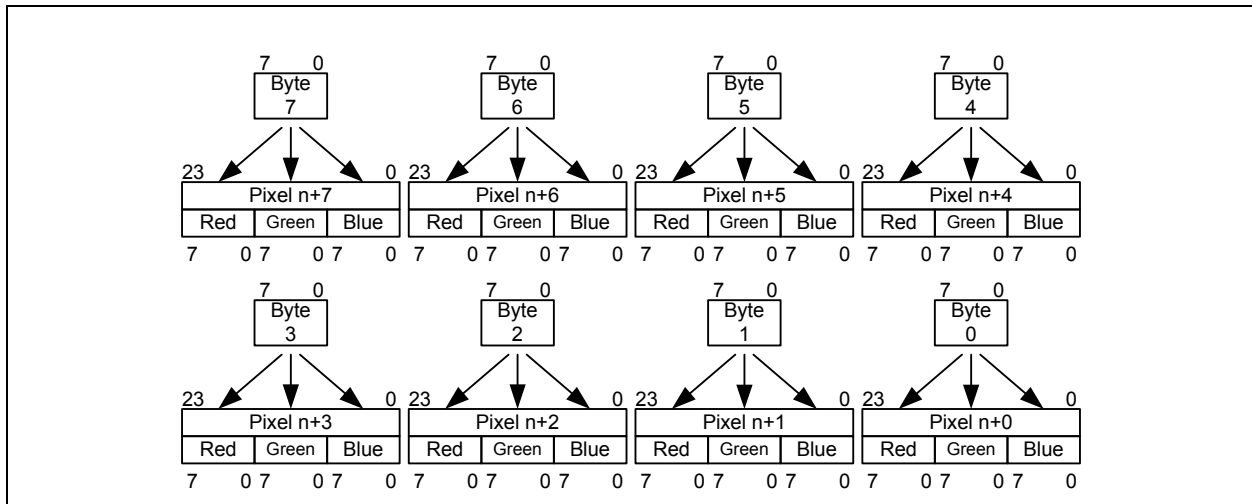 7 0 7 0 7 0 7 0
Byte Byte Byte Byte
7 6 5 4
23 0 23 0 23 0 23 0
Pixel n+7 Pixel n+6 Pixel n+5 Pixel n+4
Red Green Blue Red Green Blue Red Green Blue Red Green Blue
7 0 7 0 7 0 7 0 7 0 7 0 7 0 7 0 7 0 7 0 7 0 7 0
7 0 7 0 7 0 7 0
Byte Byte Byte Byte
3 2 1 0
23 0 23 0 23 0 23 0
Pixel n+3 Pixel n+2 Pixel n+1 Pixel n+0
Red Green Blue Red Green Blue Red Green Blue Red Green Blue
7 0 7 0 7 0 7 0 7 0 7 0 7 0 7 0 7 0 7 0 7 0 7 0